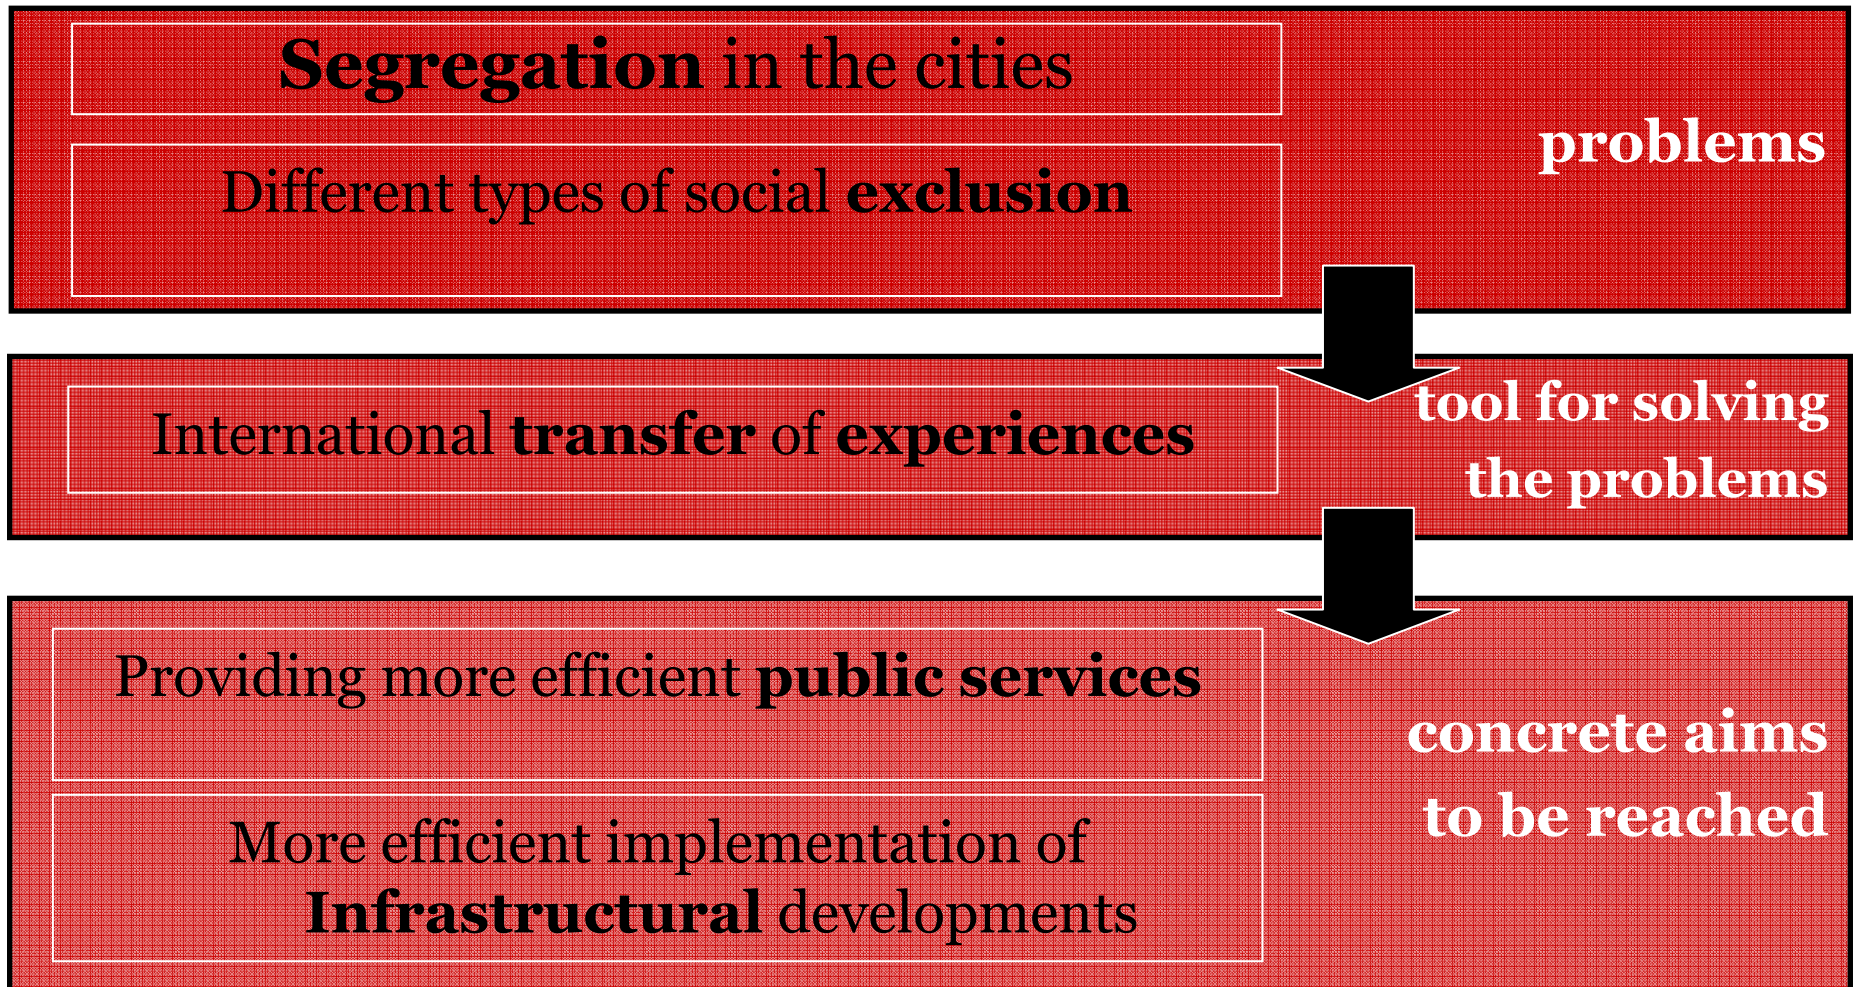 Segregation in the cities
Different types of social exclusion
problems
International transfer of experiences
tool for solving
the problems
Providing more efficient public services
More efficient implementation of
Infrastructural developments
concrete aims
to be reached